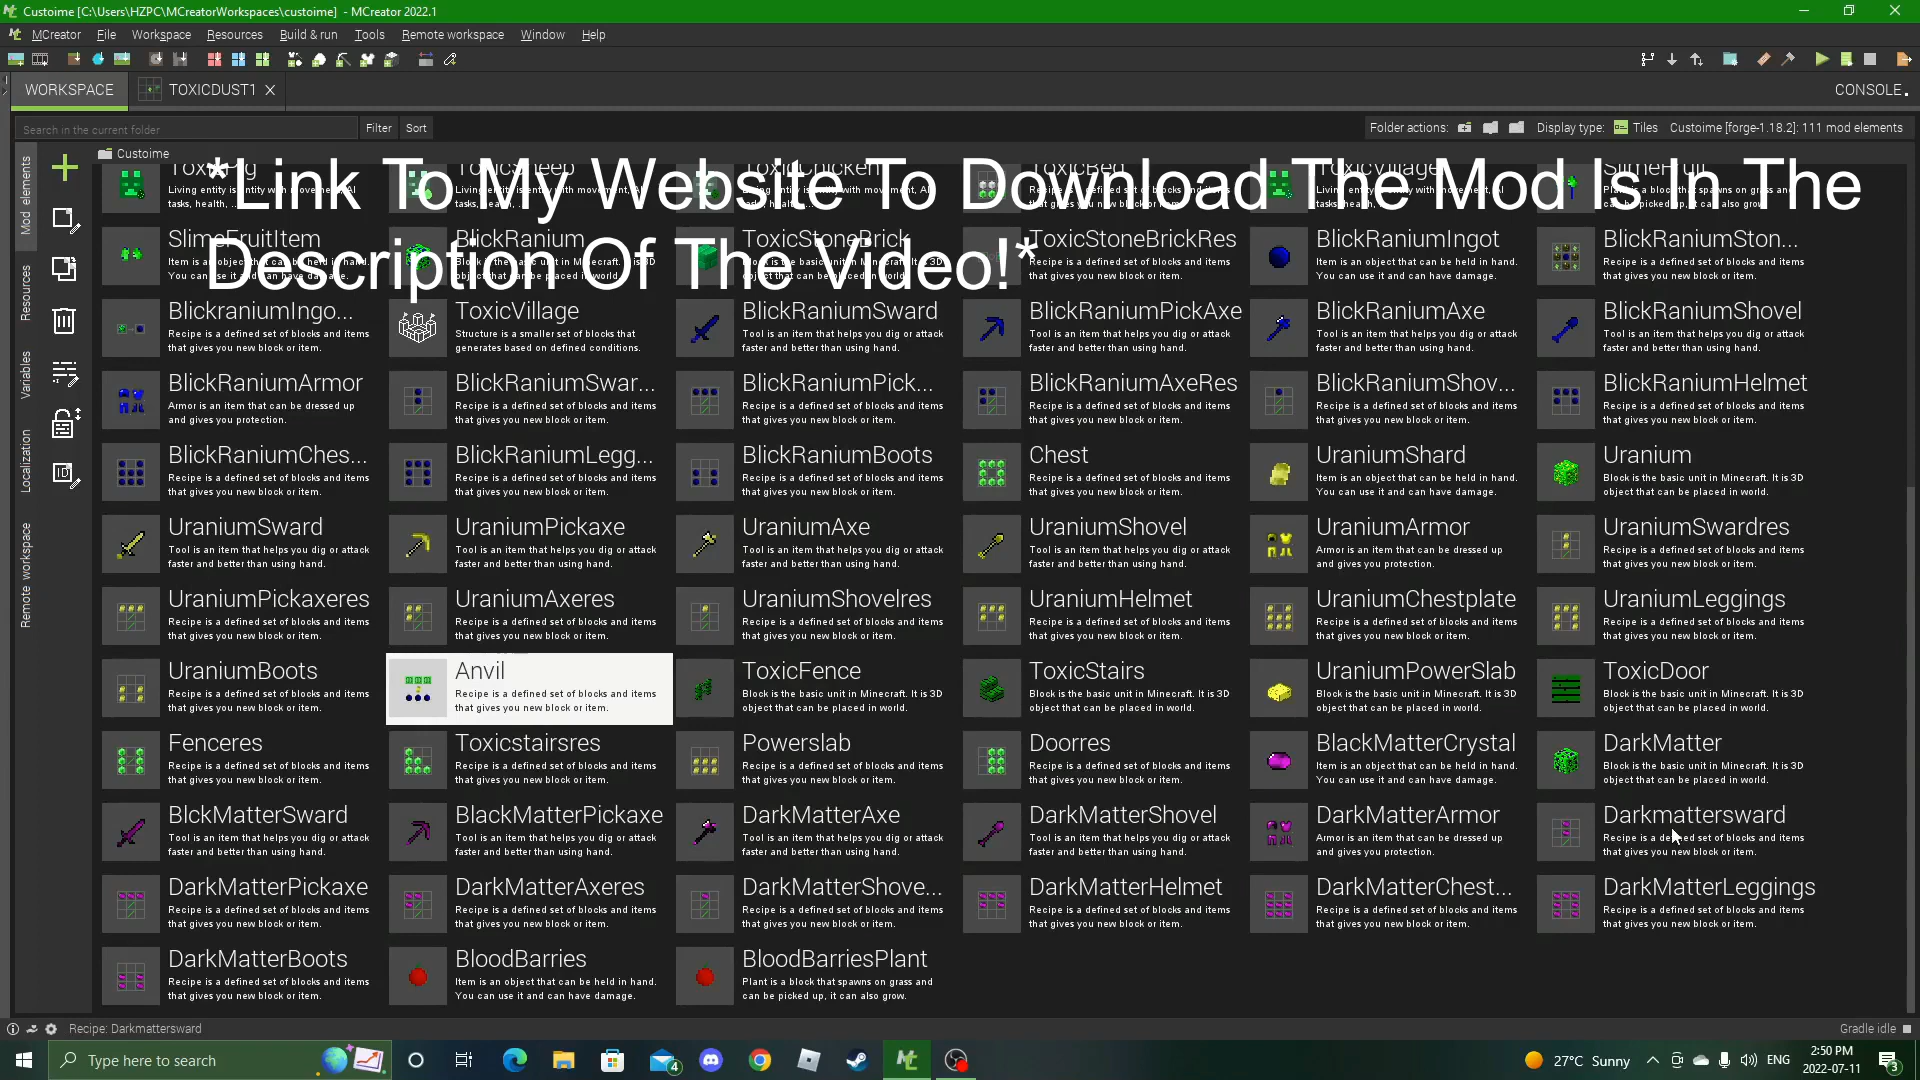 Custoime [C:\Users\HZPC\MCreatorWorkspaces\custoime] - MCreator 2022.1
MCreator File Workspace Resources Build & run Tools Remote workspace Window Help
WORKSPACE TOXICDUST1 CONSOLE
Search in the current folder Filter Sort Folder actions: Display type: Tiles Custoime [forge-1.18.2]: 111 mod elements
Custoime
*Link To My Website To Download The Mod Is In The
Description Of The Video!*
Mod elements
Resources
Variables
Localization
Remote workspace
SlimeFruitItem BlickRanium ToxicStoneBrick ToxicStoneBrickRes BlickRaniumIngot BlickRaniumSton...
Recipe is a defined set of blocks and items Item is an object that can be held in hand. Recipe is a defined set of blocks and items
that gives you new block or item. You can use it and can have damage. that gives you new block or item.
BlickraniumIngo... ToxicVillage BlickRaniumSward BlickRaniumPickAxe BlickRaniumAxe BlickRaniumShovel
Recipe is a defined set of blocks and items Structure is a smaller set of blocks that Tool is an item that helps you dig or attack Tool is an item that helps you dig or attack Tool is an item that helps you dig or attack Tool is an item that helps you dig or attack
that gives you new block or item. generates based on defined conditions. faster and better than using hand. faster and better than using hand. faster and better than using hand. faster and better than using hand.
BlickRaniumArmor BlickRaniumSwar... BlickRaniumPick... BlickRaniumAxeRes BlickRaniumShov... BlickRaniumHelmet
Armor is an item that can be dressed up Recipe is a defined set of blocks and items Recipe is a defined set of blocks and items Recipe is a defined set of blocks and items Recipe is a defined set of blocks and items Recipe is a defined set of blocks and items
and gives you protection. that gives you new block or item. that gives you new block or item. that gives you new block or item. that gives you new block or item. that gives you new block or item.
BlickRaniumChes... BlickRaniumLegg... BlickRaniumBoots Chest UraniumShard Uranium
Recipe is a defined set of blocks and items Recipe is a defined set of blocks and items Recipe is a defined set of blocks and items Recipe is a defined set of blocks and items Item is an object that can be held in hand. Block is the basic unit in Minecraft. It is 3D
that gives you new block or item. that gives you new block or item. that gives you new block or item. that gives you new block or item. You can use it and can have damage. object that can be placed in world.
UraniumSward UraniumPickaxe UraniumAxe UraniumShovel UraniumArmor UraniumSwardres
Tool is an item that helps you dig or attack Tool is an item that helps you dig or attack Tool is an item that helps you dig or attack Tool is an item that helps you dig or attack Armor is an item that can be dressed up Recipe is a defined set of blocks and items
faster and better than using hand. faster and better than using hand. faster and better than using hand. faster and better than using hand. and gives you protection. that gives you new block or item.
UraniumPickaxeres UraniumAxeres UraniumShovelres UraniumHelmet UraniumChestplate UraniumLeggings
Recipe is a defined set of blocks and items Recipe is a defined set of blocks and items Recipe is a defined set of blocks and items Recipe is a defined set of blocks and items Recipe is a defined set of blocks and items Recipe is a defined set of blocks and items
that gives you new block or item. that gives you new block or item. that gives you new block or item. that gives you new block or item. that gives you new block or item. that gives you new block or item.
UraniumBoots Anvil ToxicFence ToxicStairs UraniumPowerSlab ToxicDoor
Recipe is a defined set of blocks and items Recipe is a defined set of blocks and items Block is the basic unit in Minecraft. It is 3D Block is the basic unit in Minecraft. It is 3D Block is the basic unit in Minecraft. It is 3D Block is the basic unit in Minecraft. It is 3D
that gives you new block or item. that gives you new block or item. object that can be placed in world. object that can be placed in world. object that can be placed in world. object that can be placed in world.
Fenceres Toxicstairsres Powerslab Doorres BlackMatterCrystal DarkMatter
Recipe is a defined set of blocks and items Recipe is a defined set of blocks and items Recipe is a defined set of blocks and items Recipe is a defined set of blocks and items Item is an object that can be held in hand. Block is the basic unit in Minecraft. It is 3D
that gives you new block or item. that gives you new block or item. that gives you new block or item. that gives you new block or item. You can use it and can have damage. object that can be placed in world.
BlckMatterSward BlackMatterPickaxe DarkMatterAxe DarkMatterShovel DarkMatterArmor Darkmattersward
Tool is an item that helps you dig or attack Tool is an item that helps you dig or attack Tool is an item that helps you dig or attack Tool is an item that helps you dig or attack Armor is an item that can be dressed up Recipe is a defined set of blocks and items
faster and better than using hand. faster and better than using hand. faster and better than using hand. faster and better than using hand. and gives you protection. that gives you new block or item.
DarkMatterPickaxe DarkMatterAxeres DarkMatterShove... DarkMatterHelmet DarkMatterChest... DarkMatterLeggings
Recipe is a defined set of blocks and items Recipe is a defined set of blocks and items Recipe is a defined set of blocks and items Recipe is a defined set of blocks and items Recipe is a defined set of blocks and items Recipe is a defined set of blocks and items
that gives you new block or item. that gives you new block or item. that gives you new block or item. that gives you new block or item. that gives you new block or item. that gives you new block or item.
DarkMatterBoots BloodBarries BloodBarriesPlant
Recipe is a defined set of blocks and items Item is an object that can be held in hand. Plant is a block that spawns on grass and
that gives you new block or item. You can use it and can have damage. can be picked up, it can also grow.
Recipe: Darkmattersward Gradle idle
Type here to search 4 27°C Sunny ENG 2:50 PM 3
2022-07-11